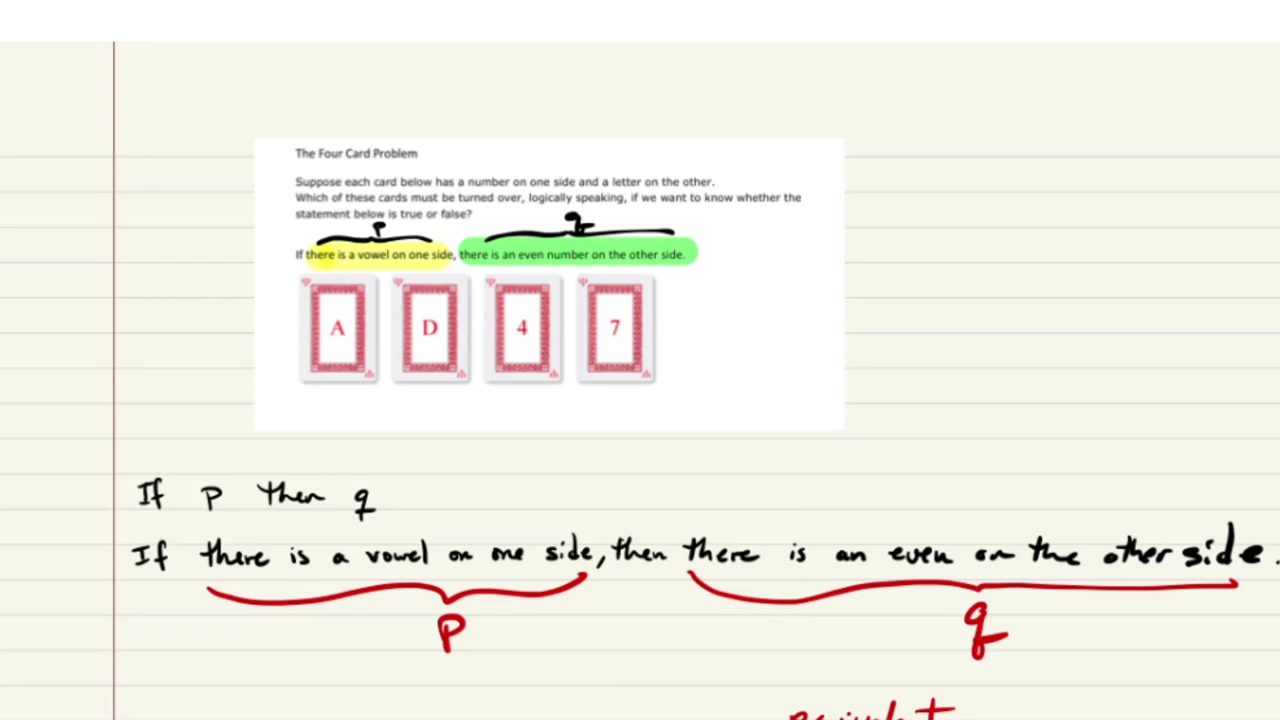 The Four Card Problem
Suppose each card below has a number on one side and a letter on the other.
Which of these cards must be turned over, logically speaking, if we want to know whether the
statement below is true or false?
P q
If there is a vowel on one side, there is an even number on the other side.
A D 4 7
If P then q
If there is a vowel on one side, then there is an even on the other side.
P q